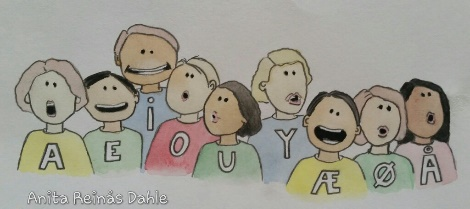 A E i O U Y Æ Ø Å
Anita Reinås Dahle